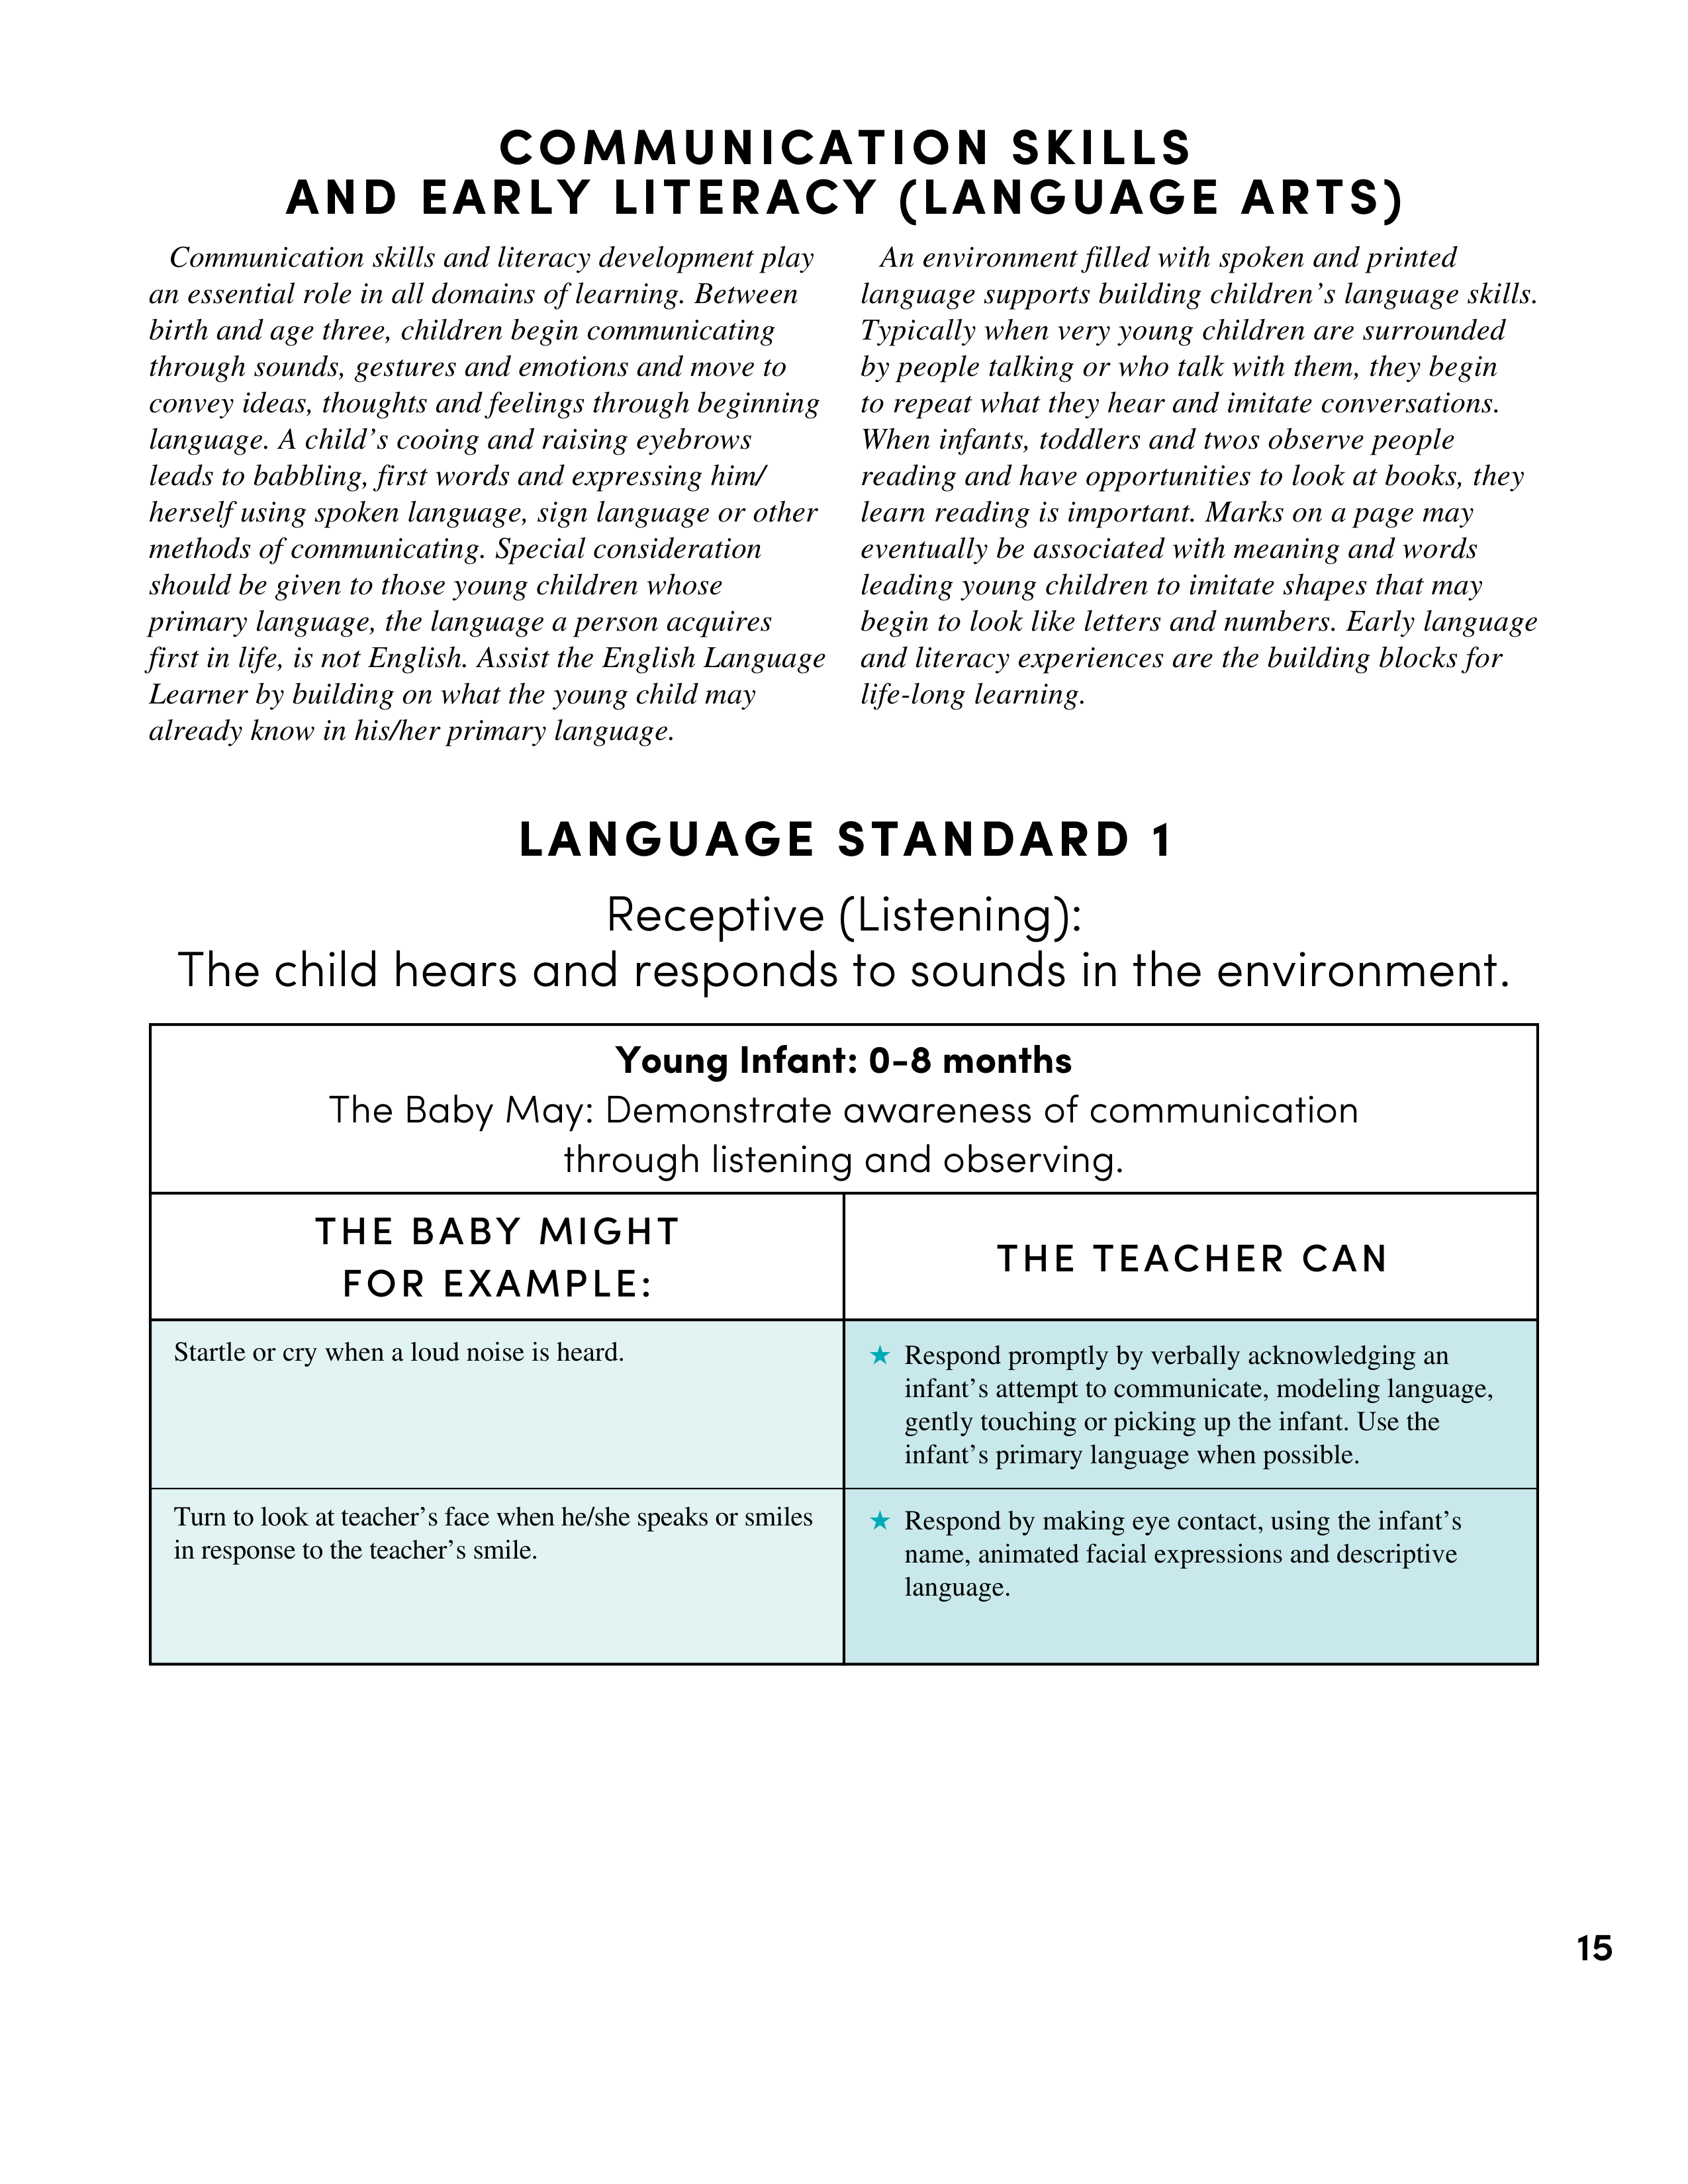 COMMUNICATION SKILLS
AND EARLY LITERACY (LANGUAGE ARTS)
Communication skills and literacy development play
an essential role in all domains of learning. Between
birth and age three, children begin communicating
through sounds, gestures and emotions and move to
convey ideas, thoughts and feelings through beginning
language. A child’s cooing and raising eyebrows
leads to babbling, first words and expressing him/
herself using spoken language, sign language or other
methods of communicating. Special consideration
should be given to those young children whose
primary language, the language a person acquires
first in life, is not English. Assist the English Language
Learner by building on what the young child may
already know in his/her primary language.
An environment filled with spoken and printed
language supports building children’s language skills.
Typically when very young children are surrounded
by people talking or who talk with them, they begin
to repeat what they hear and imitate conversations.
When infants, toddlers and twos observe people
reading and have opportunities to look at books, they
learn reading is important. Marks on a page may
eventually be associated with meaning and words
leading young children to imitate shapes that may
begin to look like letters and numbers. Early language
and literacy experiences are the building blocks for
life-long learning.
LANGUAGE STANDARD 1
Receptive (Listening):
The child hears and responds to sounds in the environment.
Young Infant: 0-8 months
The Baby May: Demonstrate awareness of communication
through listening and observing.
THE BABY MIGHT
FOR EXAMPLE:
THE TEACHER CAN
Startle or cry when a loud noise is heard.
★ Respond promptly by verbally acknowledging an
infant’s attempt to communicate, modeling language,
gently touching or picking up the infant. Use the
infant’s primary language when possible.
Turn to look at teacher’s face when he/she speaks or smiles
in response to the teacher’s smile.
★ Respond by making eye contact, using the infant’s
name, animated facial expressions and descriptive
language.
15